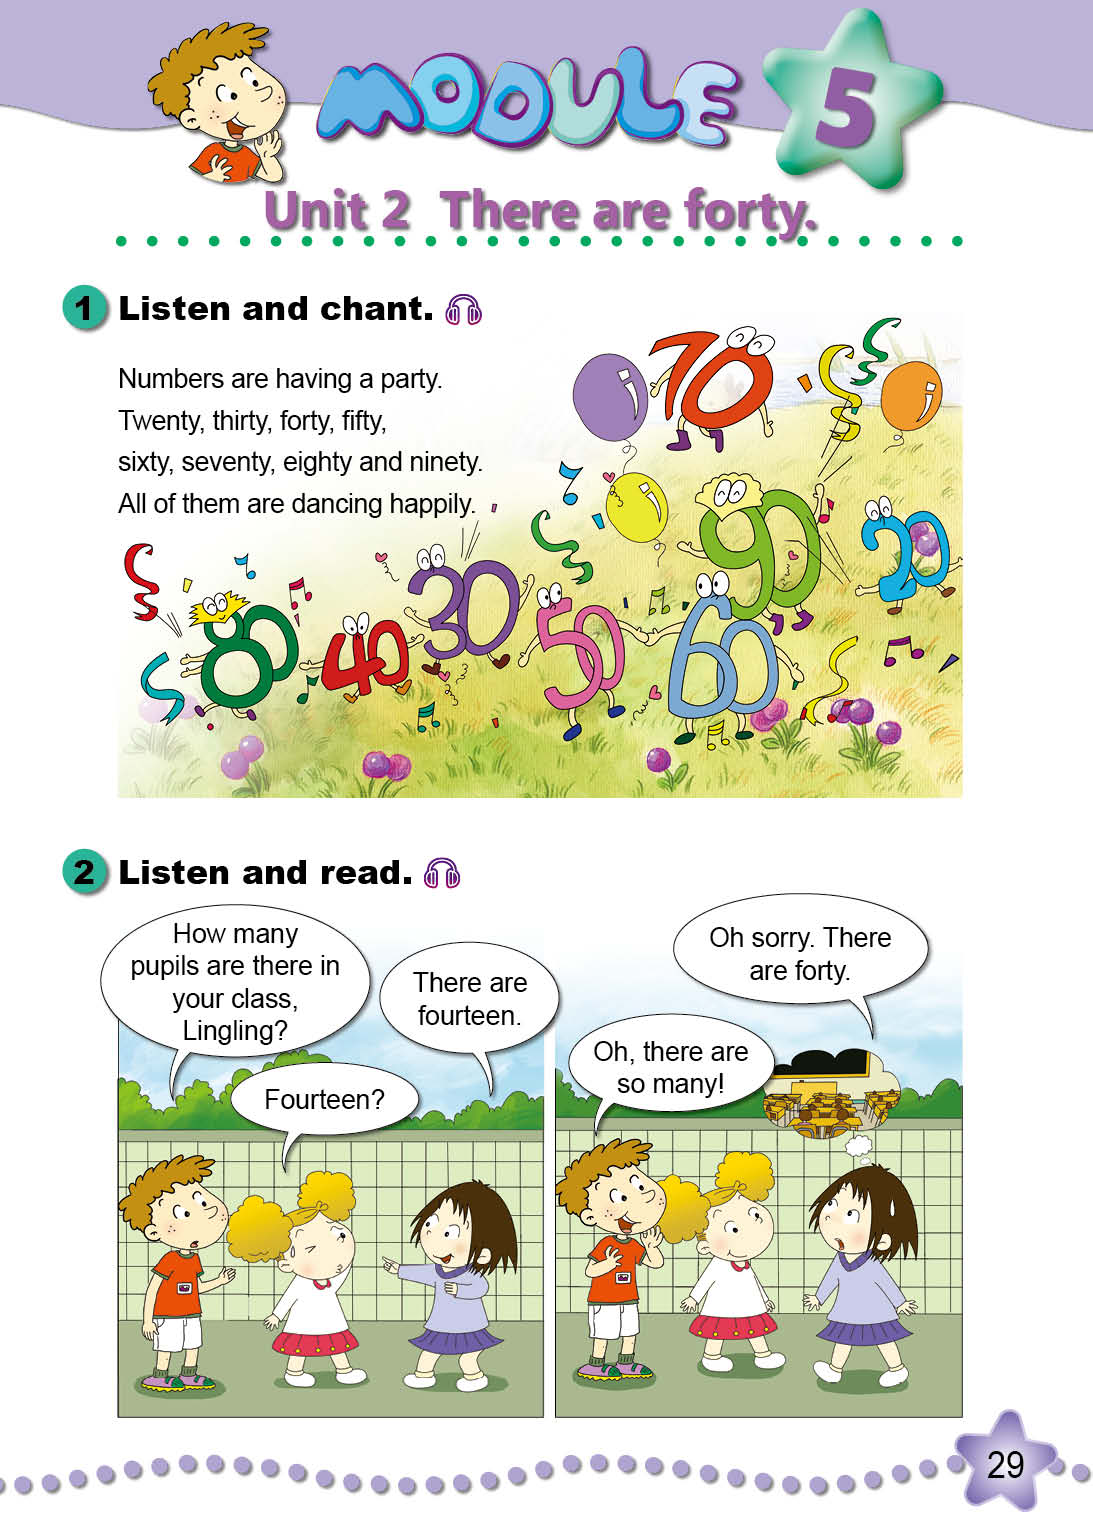 MODULE 5
Unit 2 There are forty.
1 Listen and chant.
Numbers are having a party.
Twenty, thirty, forty, fifty,
sixty, seventy, eighty and ninety.
All of them are dancing happily.
70
90
20
30
80
40
50
60
2 Listen and read.
How many
pupils are there in
your class,
Lingling?
There are
fourteen.
Fourteen?
Oh sorry. There
are forty.
Oh, there are
so many!
29